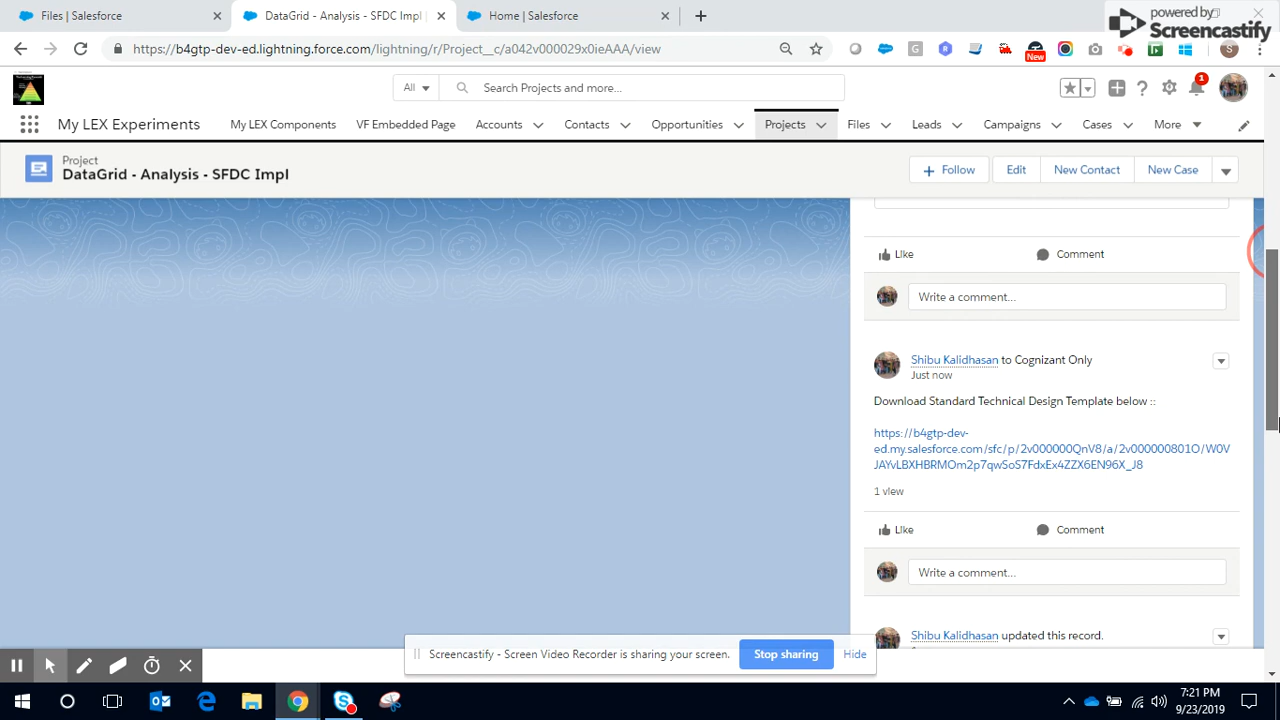 Files | Salesforce
DataGrid - Analysis - SFDC Impl
Home | Salesforce
powered by
Screencastify
https://b4gtp-dev-ed.lightning.force.com/lightning/r/Project__c/a042v000029x0ieAAA/view
New
S
All
Search Projects and more...
1
My LEX Experiments
My LEX Components
VF Embedded Page
Accounts
Contacts
Opportunities
Projects
Files
Leads
Campaigns
Cases
More
Project
DataGrid - Analysis - SFDC Impl
Follow
Edit
New Contact
New Case
Like
Comment
Write a comment...
Shibu Kalidhasan to Cognizant Only
Just now
Download Standard Technical Design Template below ::
https://b4gtp-dev-
ed.my.salesforce.com/sfc/p/2v000000QnV8/a/2v000000801O/W0V
JAYvLBXHBRMOm2p7qwSoS7FdxEx4ZZX6EN96X_J8
1 view
Like
Comment
Write a comment...
Shibu Kalidhasan updated this record.
Screencastify - Screen Video Recorder is sharing your screen.
Stop sharing
Hide
7:21 PM
9/23/2019